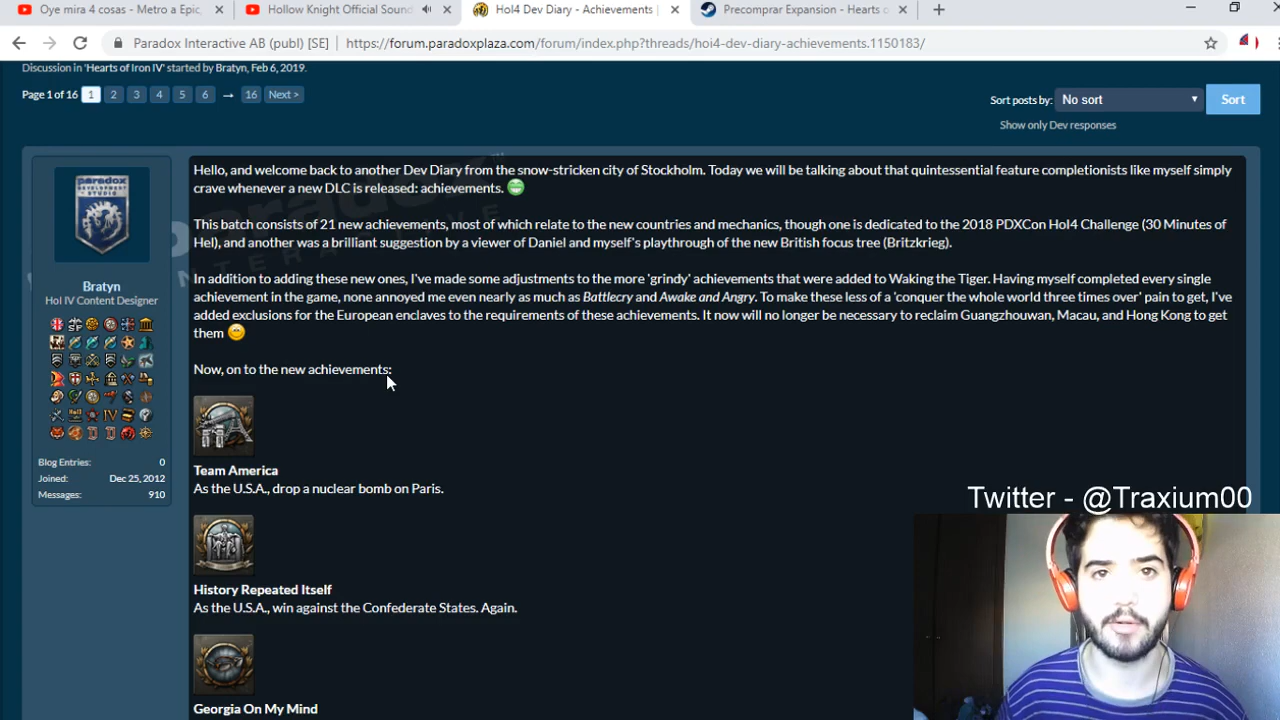 Oye mira 4 cosas - Metro a Epic,
Hollow Knight Official Sound
HoI4 Dev Diary - Achievements |
Precomprar Expansion - Hearts o
Paradox Interactive AB (publ) [SE]
https://forum.paradoxplaza.com/forum/index.php?threads/hoi4-dev-diary-achievements.1150183/
Discussion in 'Hearts of Iron IV' started by Bratyn, Feb 6, 2019.
Page 1 of 16 1 2 3 4 5 6 → 16 Next >
Sort posts by: No sort Sort
Show only Dev responses
Bratyn
HoI IV Content Designer
Blog Entries: 0
Joined: Dec 25, 2012
Messages: 910
Hello, and welcome back to another Dev Diary from the snow-stricken city of Stockholm. Today we will be talking about that quintessential feature completionists like myself simply
crave whenever a new DLC is released: achievements.
This batch consists of 21 new achievements, most of which relate to the new countries and mechanics, though one is dedicated to the 2018 PDXCon HoI4 Challenge (30 Minutes of
Hel), and another was a brilliant suggestion by a viewer of Daniel and myself's playthrough of the new British focus tree (Britzkrieg).
In addition to adding these new ones, I've made some adjustments to the more 'grindy' achievements that were added to Waking the Tiger. Having myself completed every single
achievement in the game, none annoyed me even nearly as much as Battlecry and Awake and Angry. To make these less of a 'conquer the whole world three times over' pain to get, I've
added exclusions for the European enclaves to the requirements of these achievements. It now will no longer be necessary to reclaim Guangzhouwan, Macau, and Hong Kong to get
them
Now, on to the new achievements:
Team America
As the U.S.A., drop a nuclear bomb on Paris.
History Repeated Itself
As the U.S.A., win against the Confederate States. Again.
Georgia On My Mind
Twitter - @Traxium00